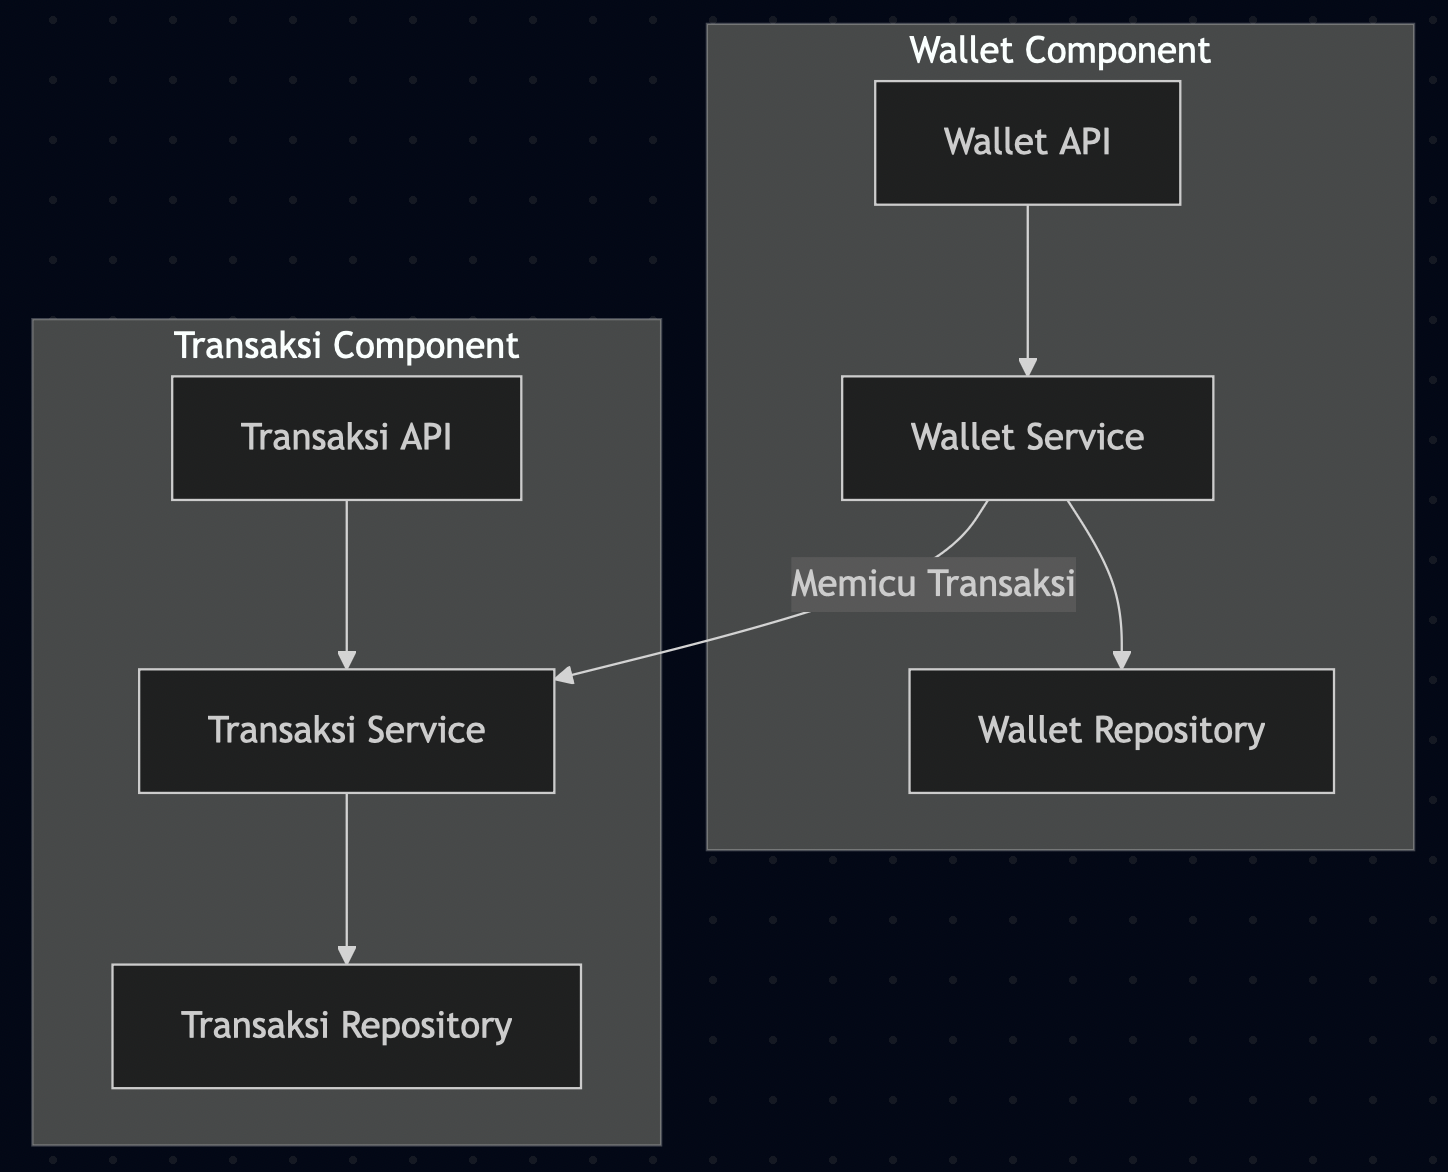 Wallet Component
Wallet API
Transaksi Component
Transaksi API
Wallet Service
Memicu Transaksi
Transaksi Service
Wallet Repository
Transaksi Repository